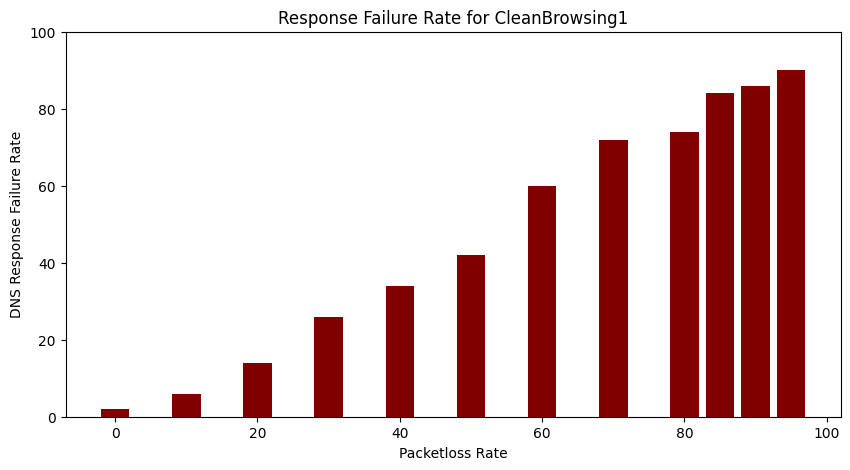 Response Failure Rate for CleanBrowsing1
DNS Response Failure Rate
100
80
60
40
20
0
0 20 40 60 80 100
Packetloss Rate